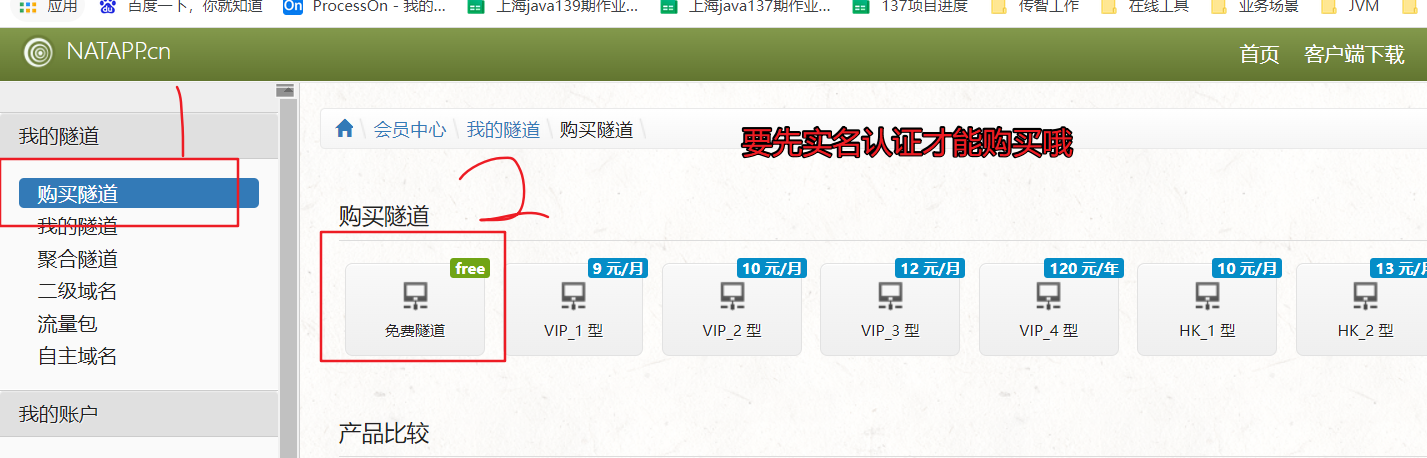 应用 百度一下，你就知道 On ProcessOn - 我的... 上海java139期作业... 上海java137期作业... 137项目进度 传智工作 在线工具 业务场景 JVM
NATAPP.cn 首页 客户端下载
我的隧道
购买隧道
我的隧道
聚合隧道
二级域名
流量包
自主域名
我的账户
会员中心 我的隧道 购买隧道
要先实名认证才能购买哦
1
2
购买隧道
free 9 元/月 10 元/月 12 元/月 120 元/年 10 元/月 13 元/月
免费隧道 VIP_1 型 VIP_2 型 VIP_3 型 VIP_4 型 HK_1 型 HK_2 型
产品比较